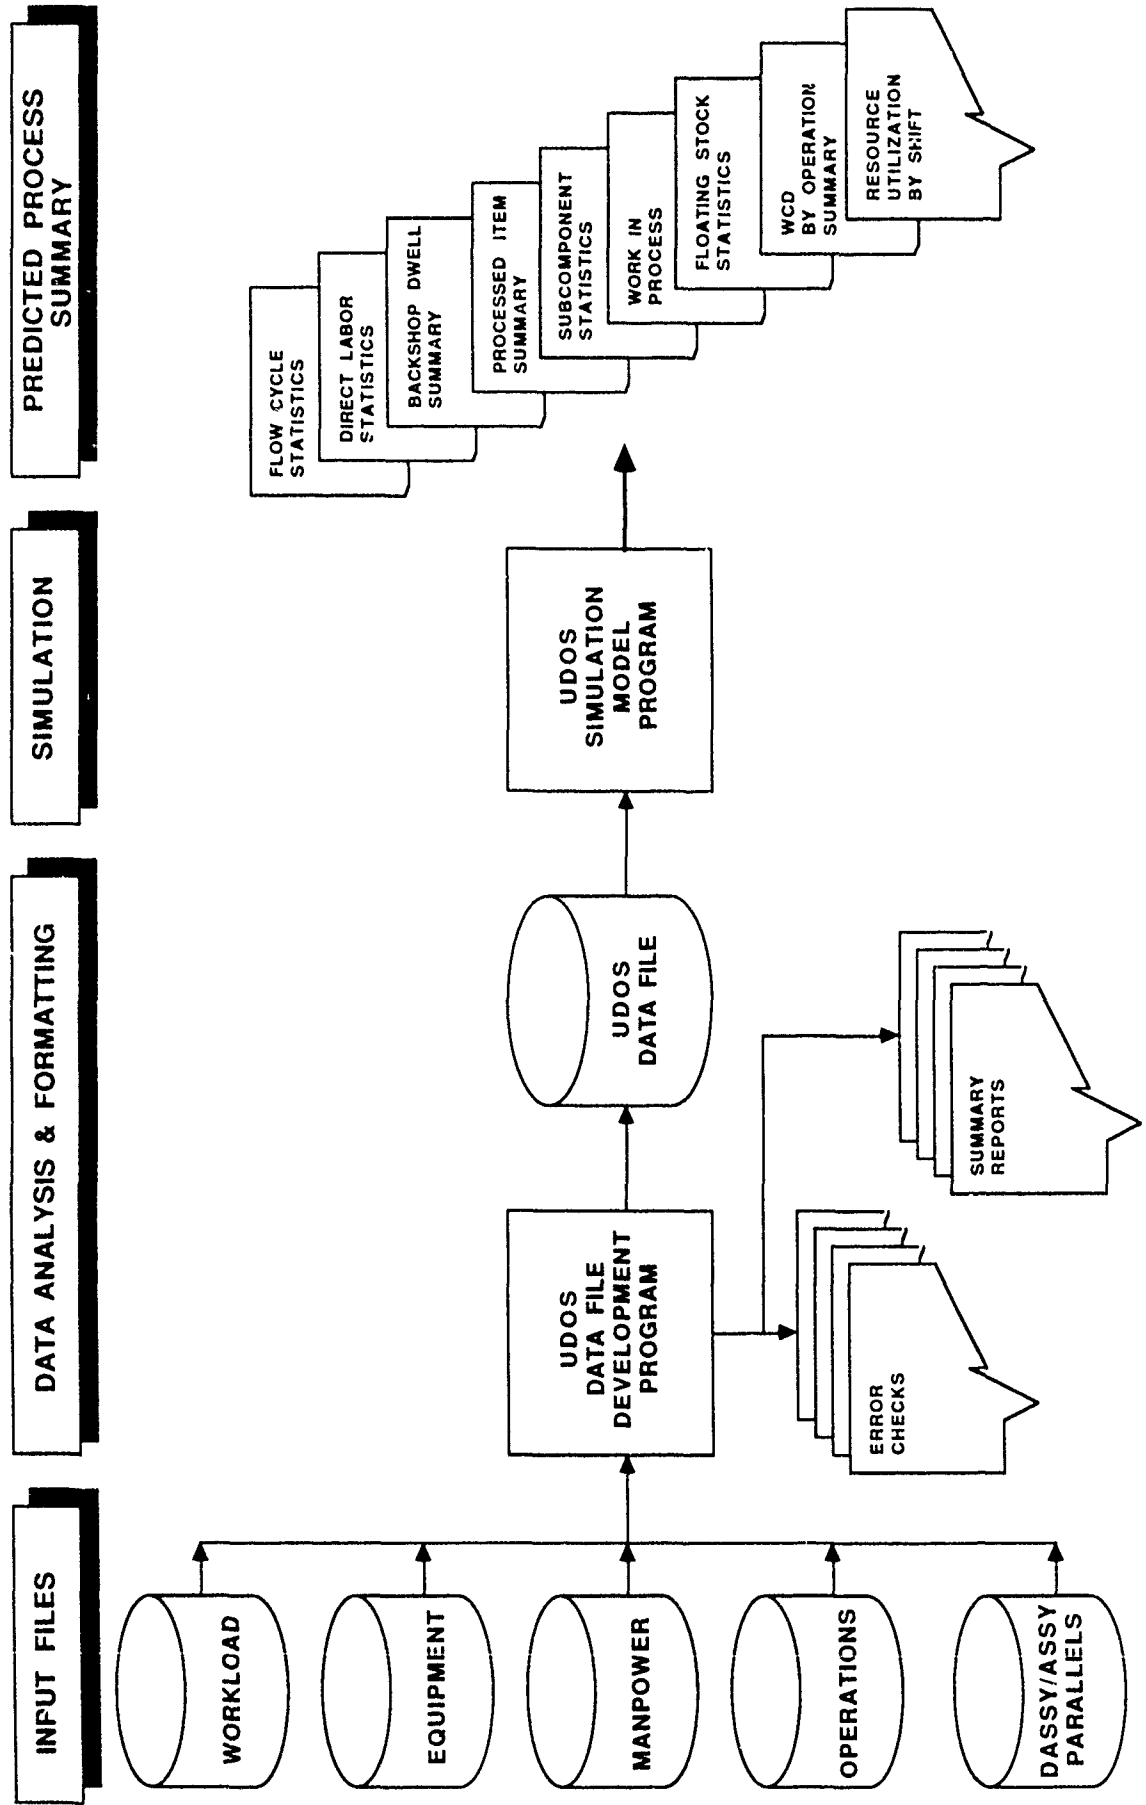 INPUT FILES
DATA ANALYSIS & FORMATTING
SIMULATION
PREDICTED PROCESS
SUMMARY
WORKLOAD
EQUIPMENT
MANPOWER
OPERATIONS
DASSY/ASSY
PARALLELS
UDOS
DATA FILE
DEVELOPMENT
PROGRAM
ERROR
CHECKS
SUMMARY
REPORTS
UDOS
DATA FILE
UDOS
SIMULATION
MODEL
PROGRAM
FLOW CYCLE
STATISTICS
DIRECT LABOR
STATISTICS
BACKSHOP DWELL
SUMMARY
PROCESSED ITEM
SUMMARY
SUBCOMPONENT
STATISTICS
WORK IN
PROCESS
FLOATING STOCK
STATISTICS
WCD
BY OPERATION
SUMMARY
RESOURCE
UTILIZATION
BY SHIFT